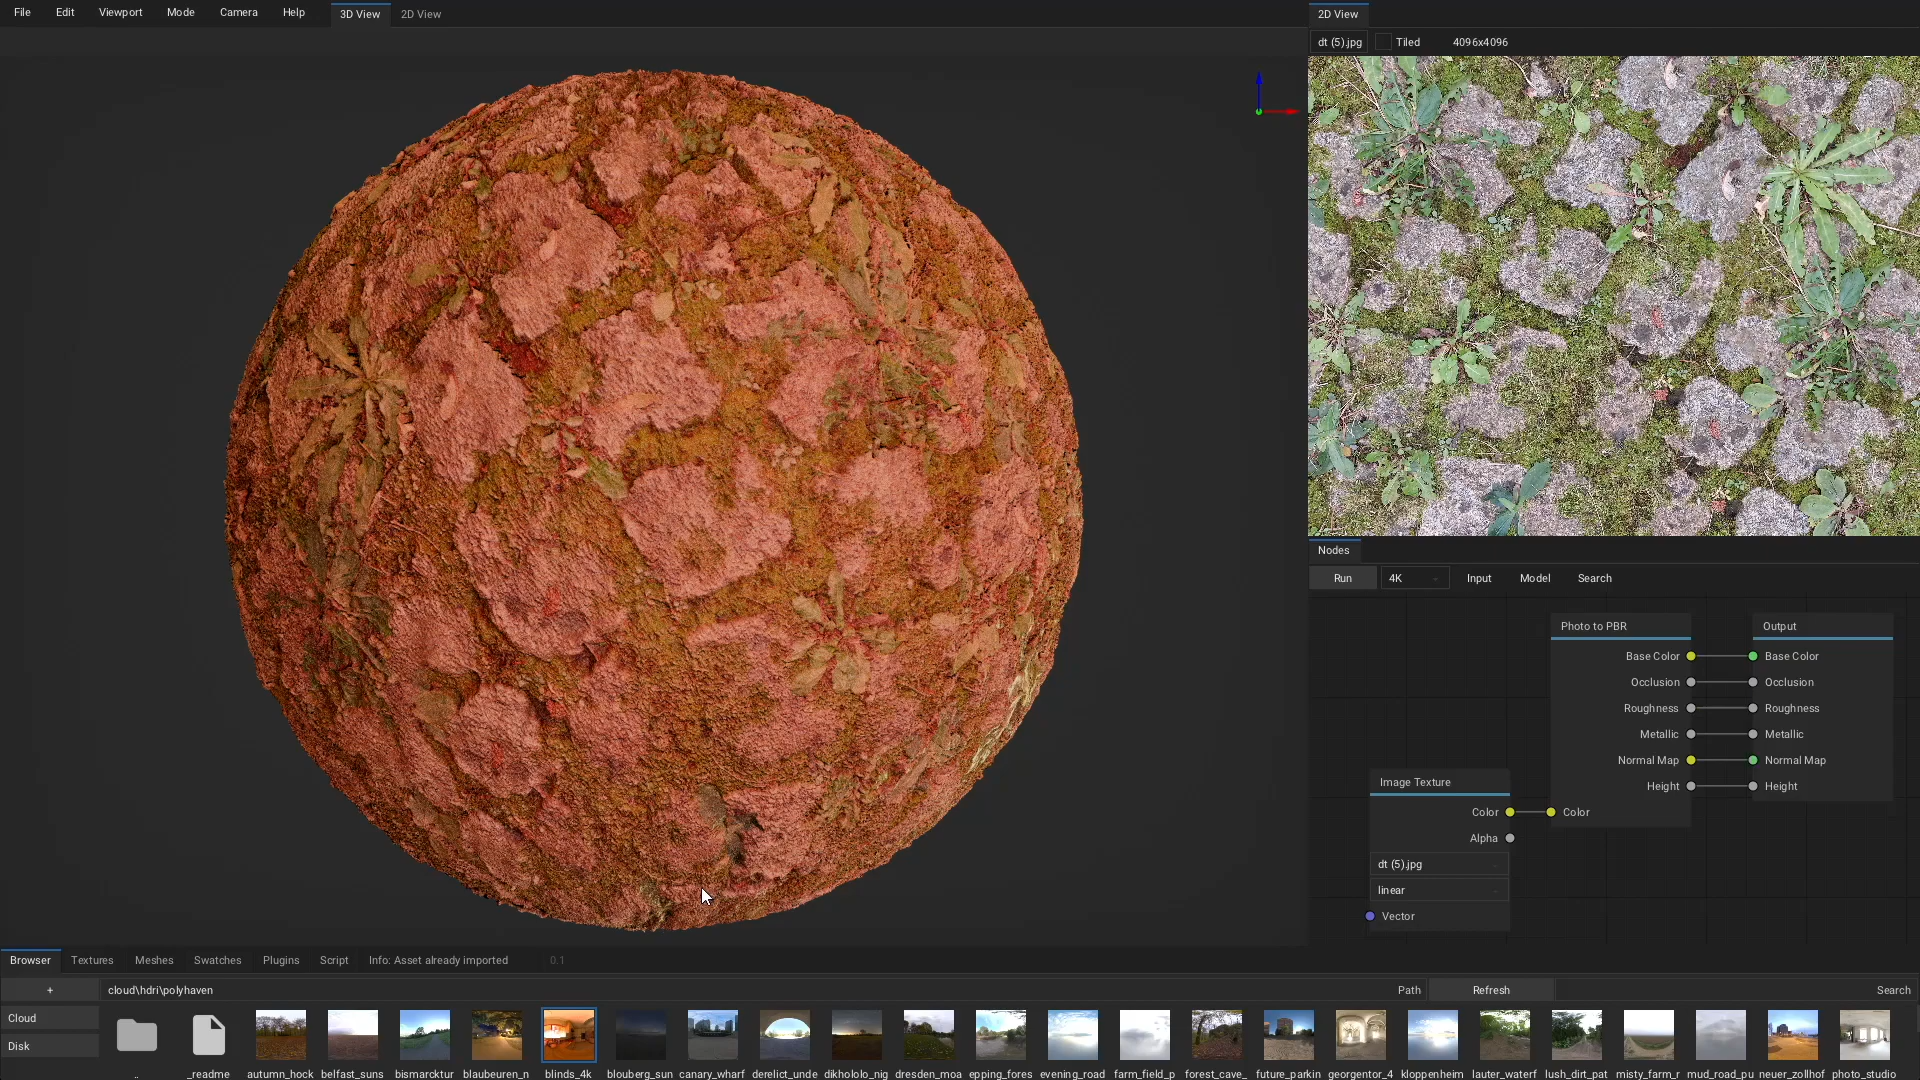 File Edit Viewport Mode Camera Help 3D View 2D View
2D View
dt (5).jpg Tiled 4096x4096
Nodes
Run 4K Input Model Search
Photo to PBR
Base Color
Occlusion
Roughness
Metallic
Normal Map
Height
Color
Output
Base Color
Occlusion
Roughness
Metallic
Normal Map
Height
Image Texture
Color
Alpha
dt (5).jpg
linear
Vector
Browser Textures Meshes Swatches Plugins Script Info: Asset already imported 0.1
+ cloud\hdri\polyhaven Path Refresh Search
Cloud
Disk
.. _readme autumn_hock belfast_suns bismarcktur blaubeuren_n blinds_4k blouberg_sun canary_wharf derelict_unde dikhololo_nig dresden_moa epping_fores evening_road farm_field_p forest_cave_ future_parkin georgentor_4 kloppenheim lauter_waterf lush_dirt_pat misty_farm_r mud_road_pu neuer_zollhof photo_studio